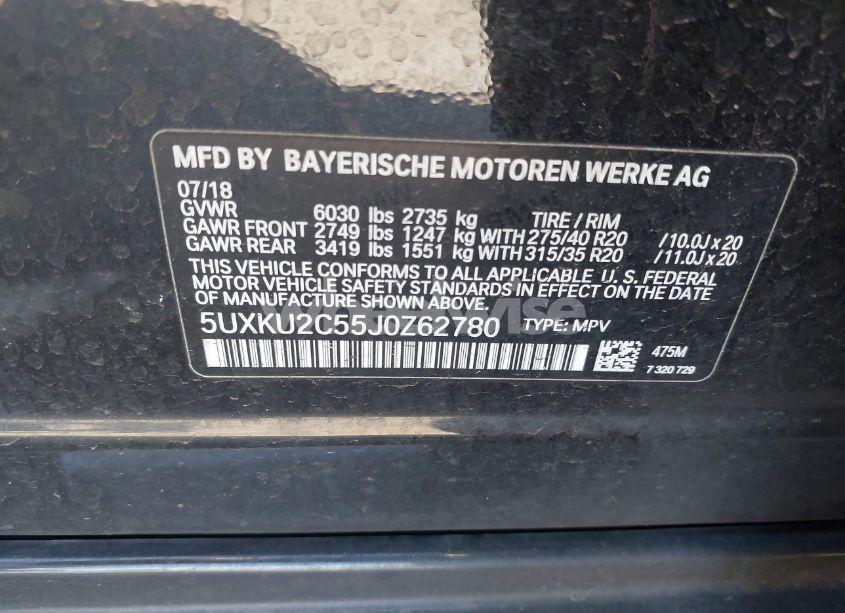 MFD BY BAYERISCHE MOTOREN WERKE AG
07/18
GVWR 6030 lbs 2735 kg TIRE / RIM
GAWR FRONT 2749 lbs 1247 kg WITH 275/40 R20 / 10.0J x 20
GAWR REAR 3419 lbs 1551 kg WITH 315/35 R20 / 11.0J x 20
THIS VEHICLE CONFORMS TO ALL APPLICABLE U. S. FEDERAL
MOTOR VEHICLE SAFETY STANDARDS IN EFFECT ON THE DATE
OF MANUFACTURE SHOWN ABOVE.
5UXKU2C55J0Z62780 TYPE: MPV
475M
7 320 729